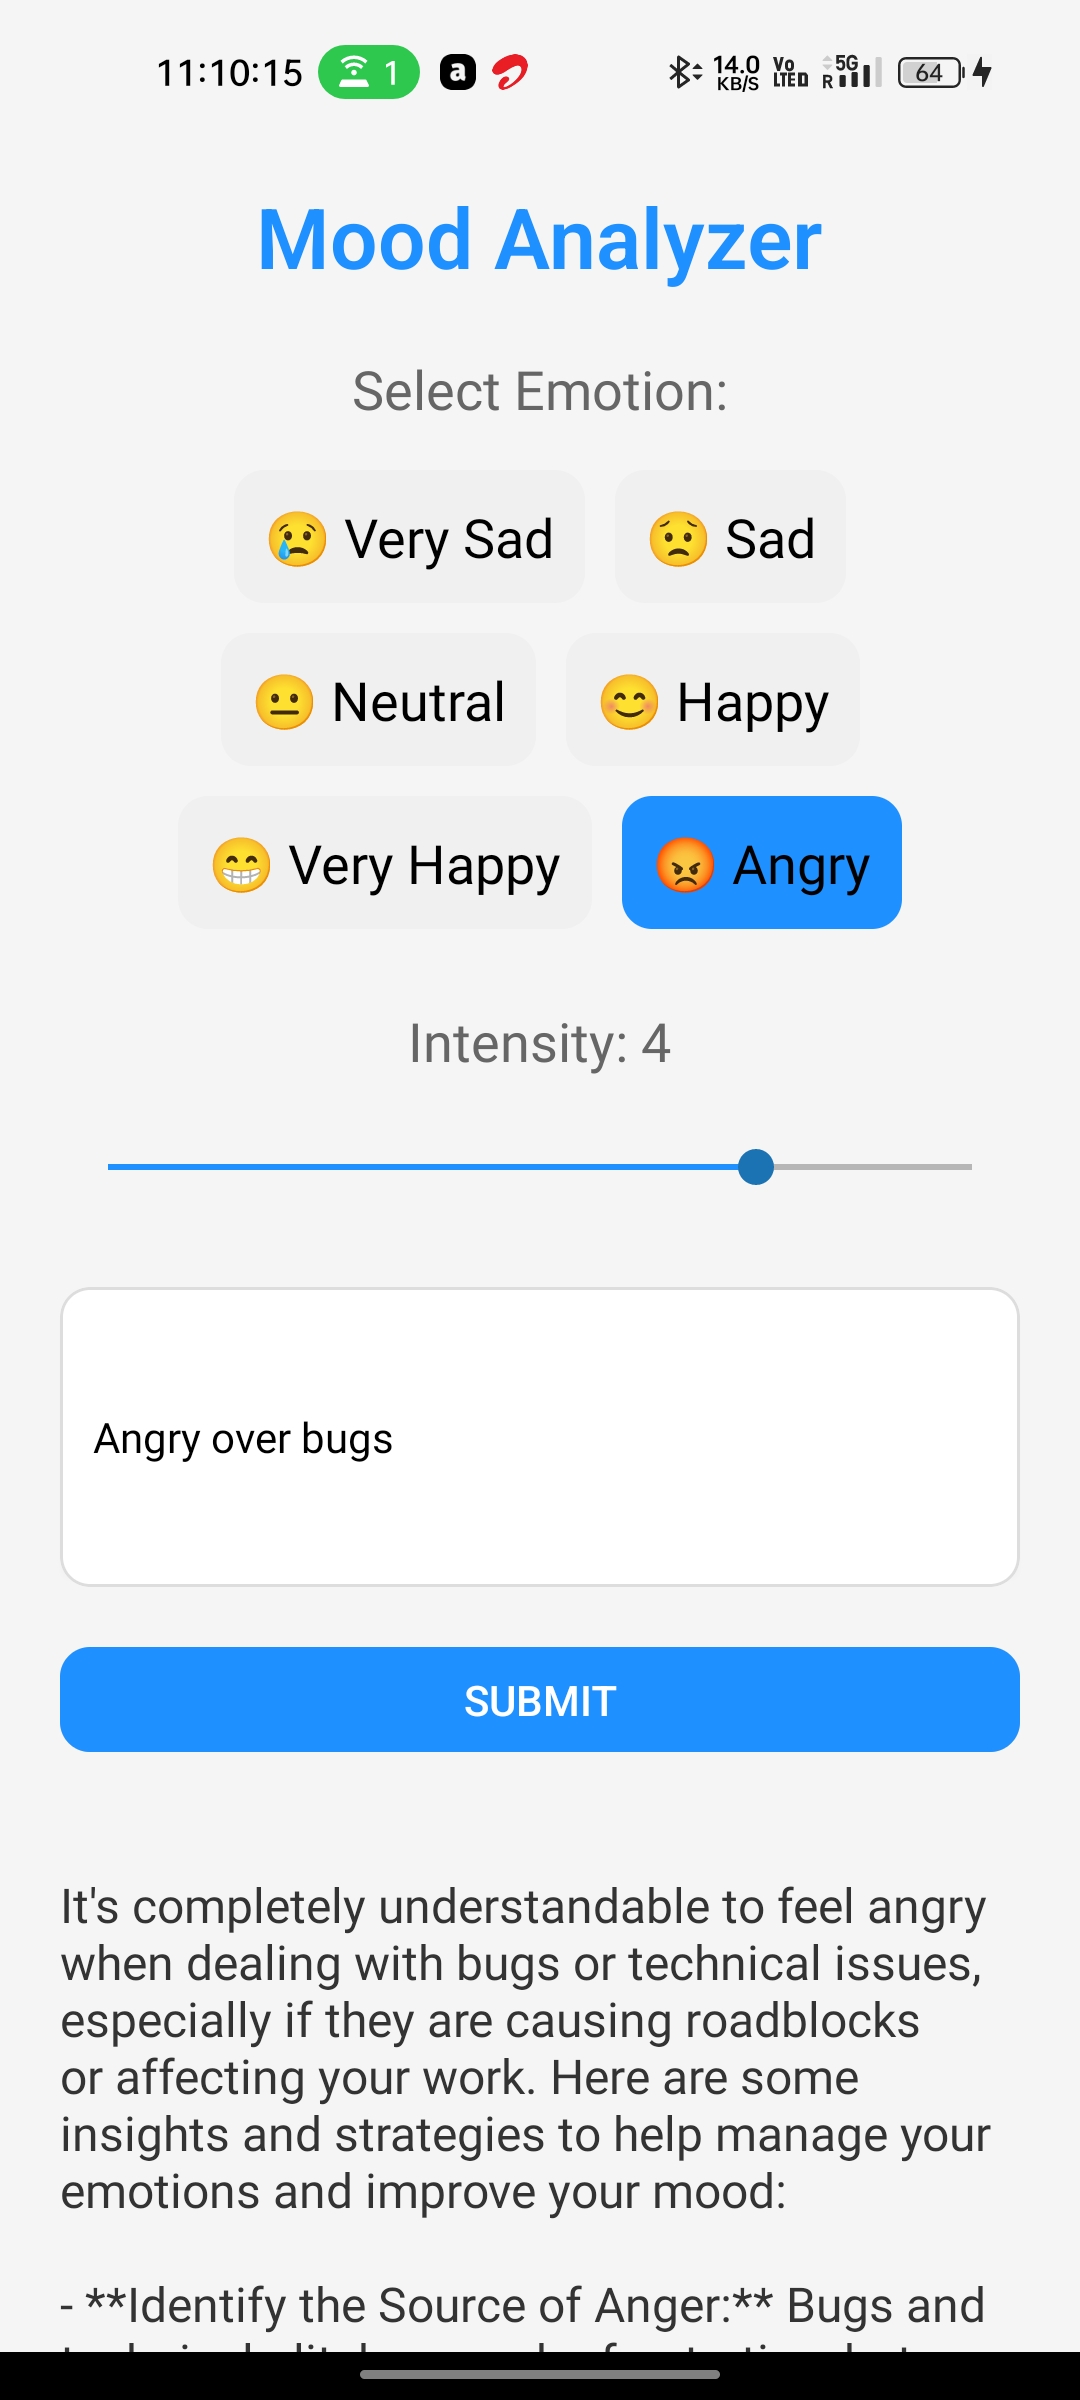 11:10:15 1 a 14.0 KB/S Vo LTE D R 5G 64
Mood Analyzer
Select Emotion:
Very Sad Sad
Neutral Happy
Very Happy Angry
Intensity: 4
Angry over bugs
SUBMIT
It's completely understandable to feel angry
when dealing with bugs or technical issues,
especially if they are causing roadblocks
or affecting your work. Here are some
insights and strategies to help manage your
emotions and improve your mood:
- **Identify the Source of Anger:** Bugs and